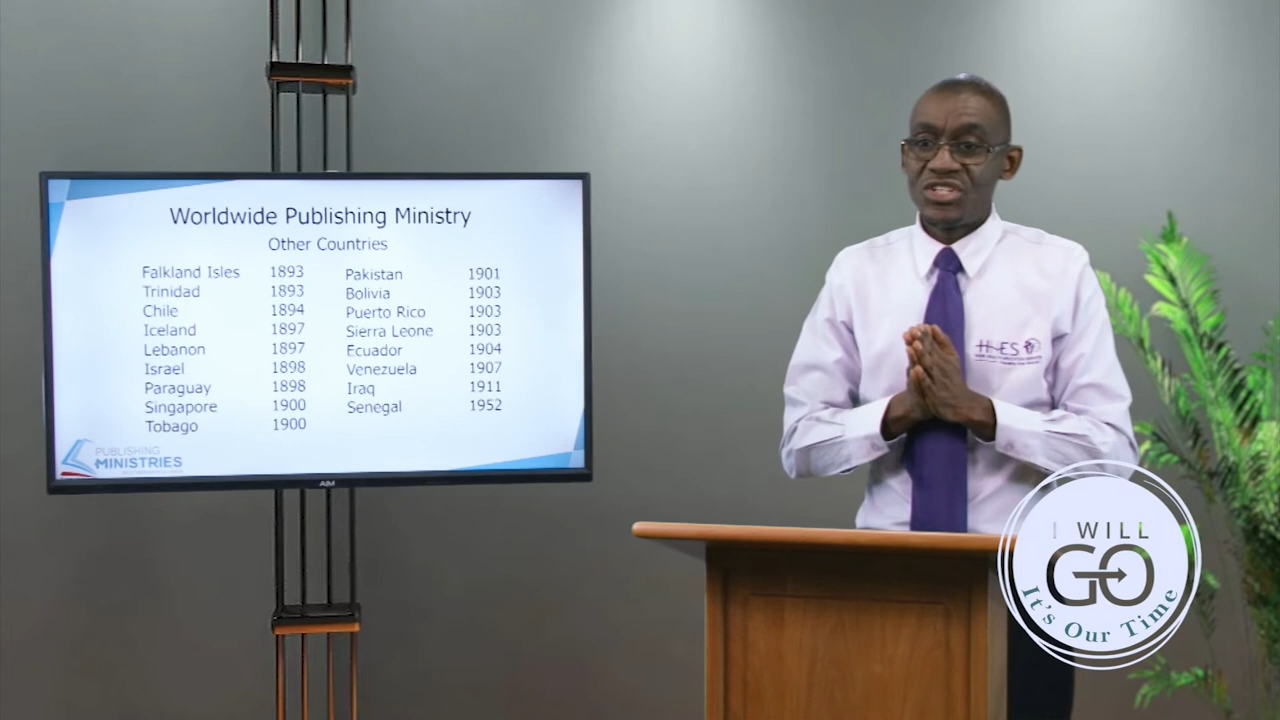 Worldwide Publishing Ministry
Other Countries
Falkland Isles 1893
Trinidad 1893
Chile 1894
Iceland 1897
Lebanon 1897
Israel 1898
Paraguay 1898
Singapore 1900
Tobago 1900
Pakistan 1901
Bolivia 1903
Puerto Rico 1903
Sierra Leone 1903
Ecuador 1904
Venezuela 1907
Iraq 1911
Senegal 1952
PUBLISHING
MINISTRIES
I WILL
GO
It's Our Time